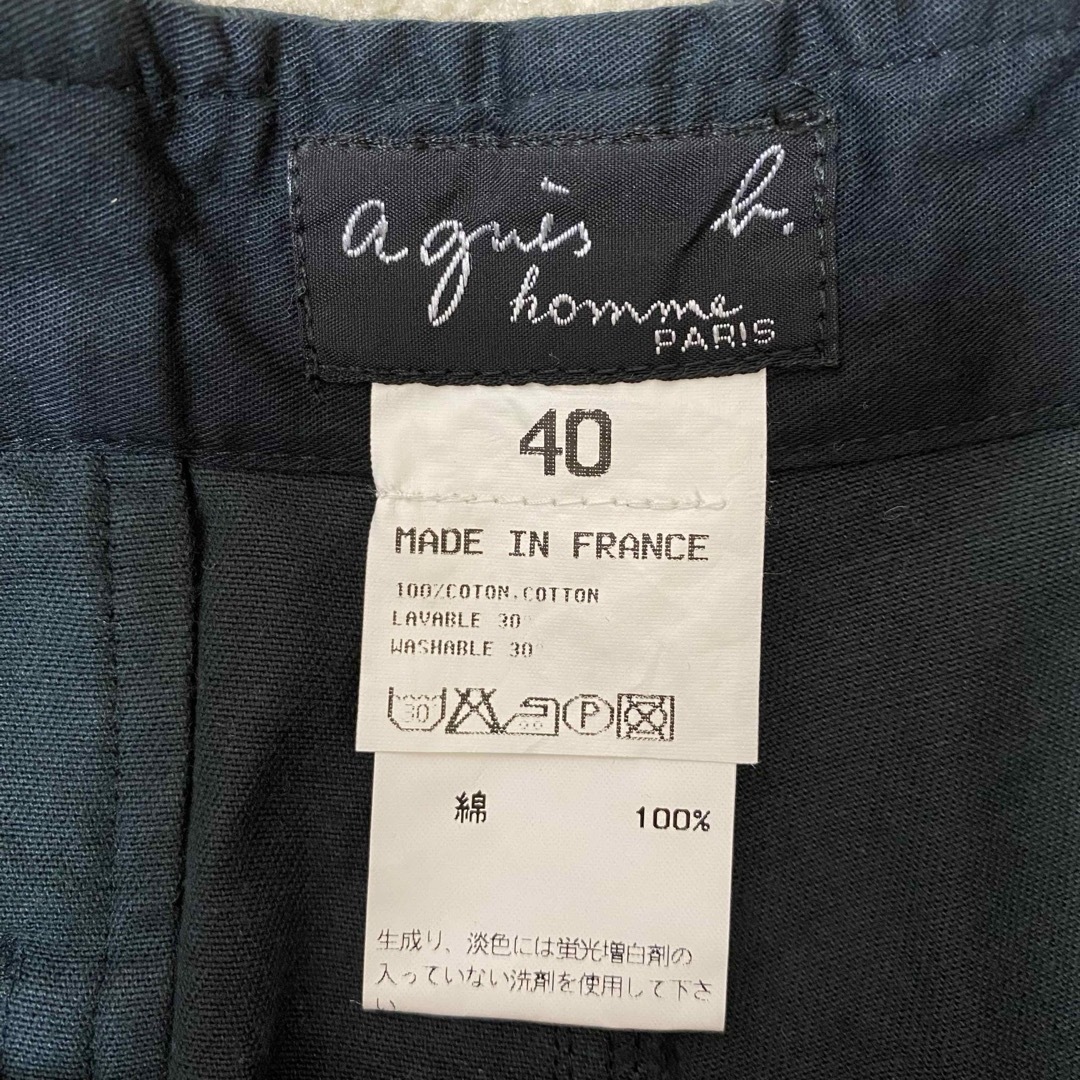 agnès b.
homme
PARIS
40
MADE IN FRANCE
100%COTON.COTTON
LAVABLE 30°
WASHABLE 30°
30 P
綿 100%
生成り、淡色には蛍光増白剤の
入っていない洗剤を使用して下さ
い